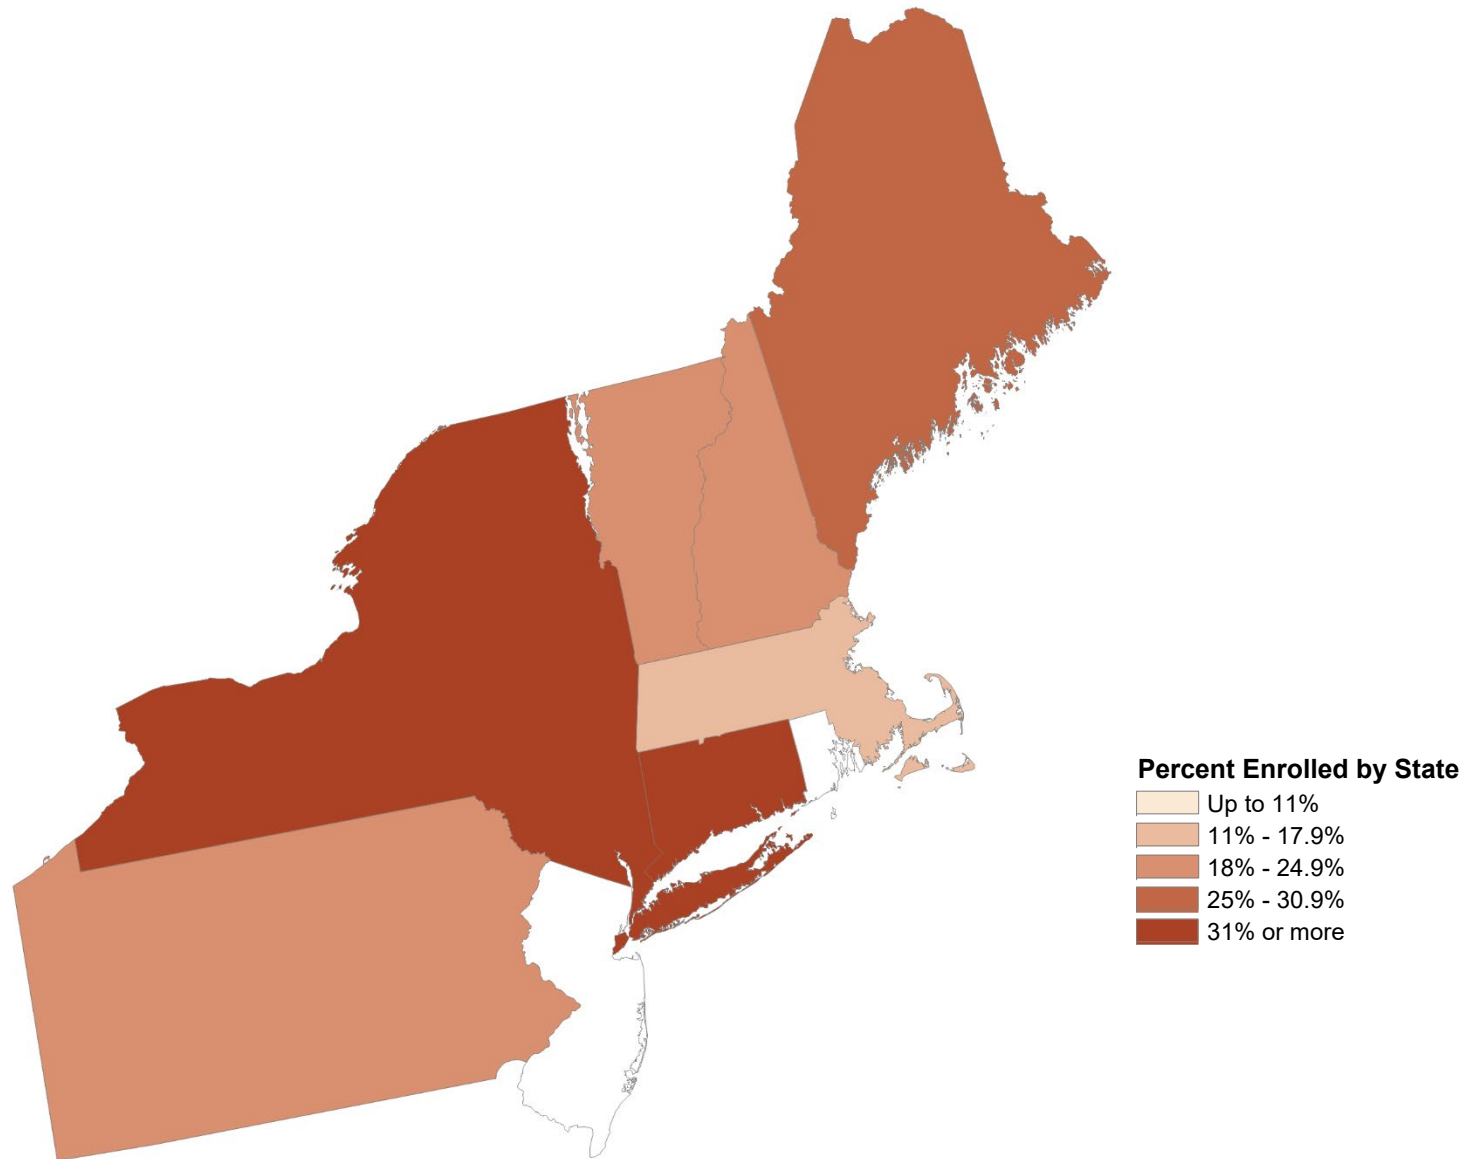 Percent Enrolled by State
Up to 11%
11% - 17.9%
18% - 24.9%
25% - 30.9%
31% or more